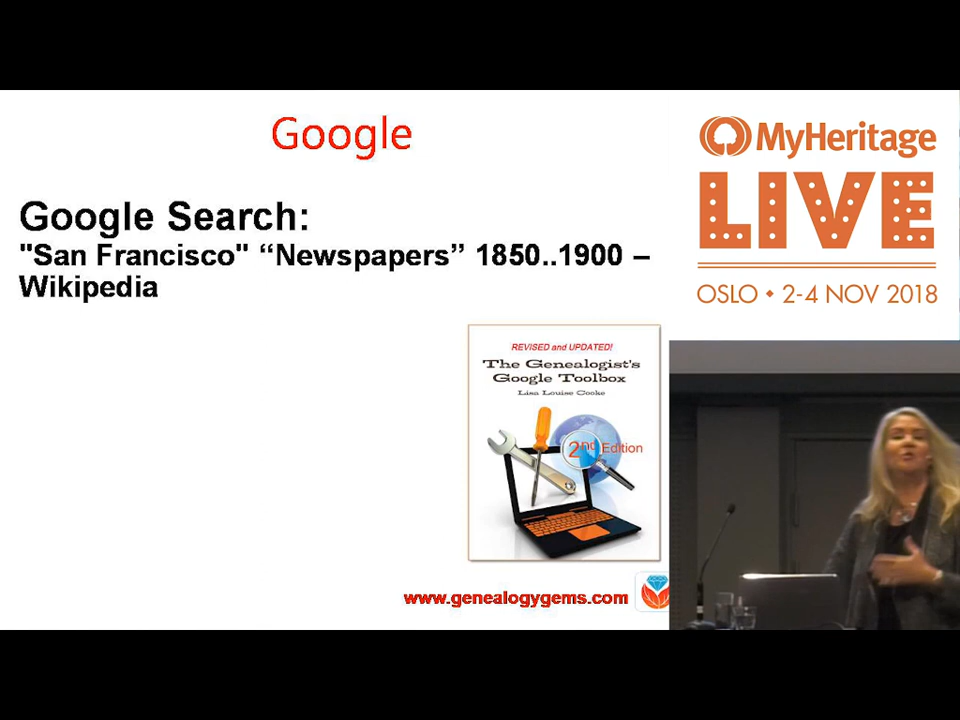 Google
Google Search:
"San Francisco" “Newspapers” 1850..1900 –
Wikipedia
REVISED and UPDATED!
The Genealogist's
Google Toolbox
Lisa Louise Cooke
2nd Edition
www.genealogygems.com
MyHeritage
LIVE
OSLO • 2-4 NOV 2018